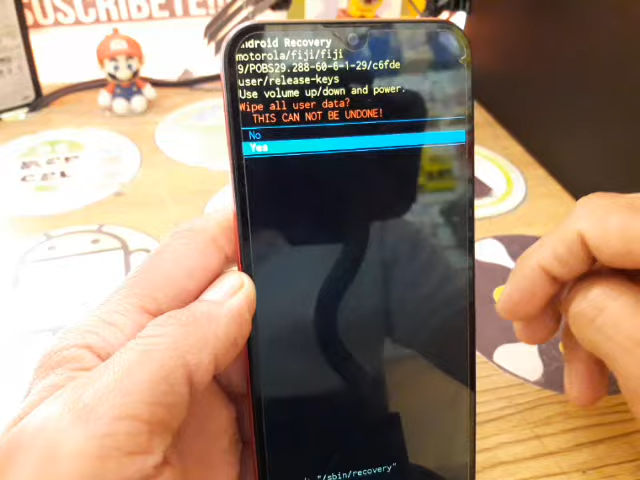 SUSCRIBETE!!!
Android Recovery
motorola/fiji/fiji
9/POBS29.288-60-6-1-29/c6fde
user/release-keys
Use volume up/down and power.
Wipe all user data?
THIS CAN NOT BE UNDONE!
No
Yes
"/sbin/recovery"